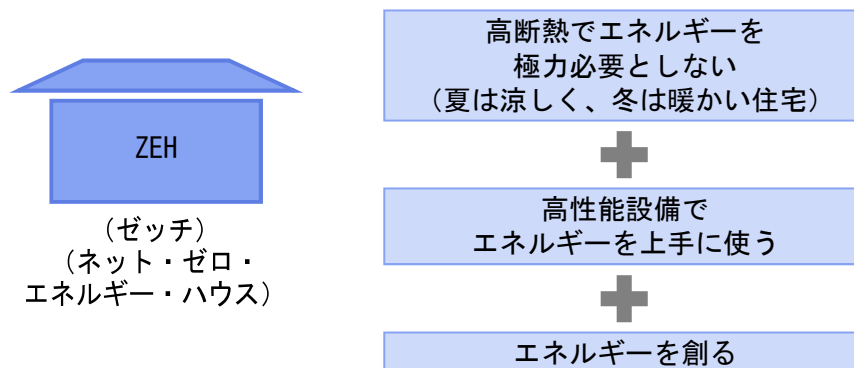 ZEH
(ゼッチ)
(ネット・ゼロ・
エネルギー・ハウス)
高断熱でエネルギーを
極力必要としない
(夏は涼しく、冬は暖かい住宅)
高性能設備で
エネルギーを上手に使う
エネルギーを創る